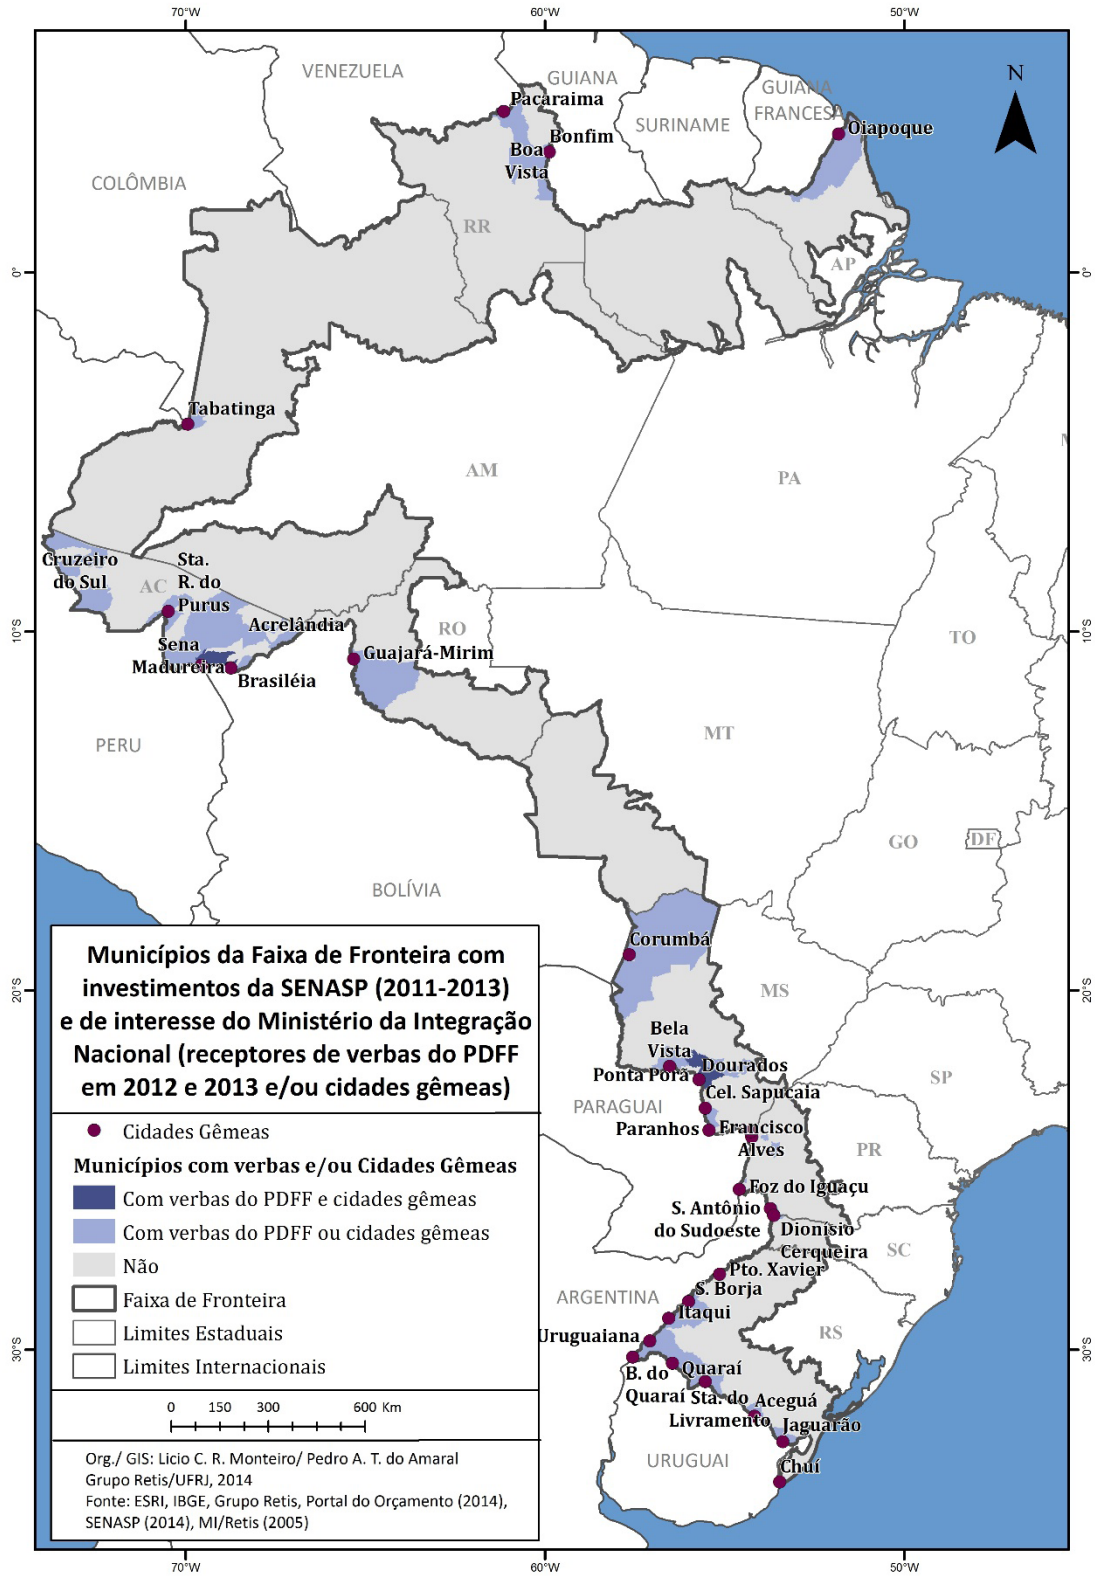 70°W 60°W 50°W
VENEZUELA
GUIANA
GUIANA
FRANCESA
SURINAME
COLÔMBIA
N
Pacaraima
Bonfim
Boa
Vista
Oiapoque
RR
AP
0°
0°
Tabatinga
AM
PA
Cruzeiro
do Sul
AC
Sta.
R. do
Purus
Acrelândia
Sena
Madureira
Brasiléia
Guajará-Mirim
RO
TO
10°S
10°S
PERU
MT
GO
DF
BOLÍVIA
Corumbá
MS
20°S
20°S
Bela
Vista
Dourados
Ponta Porã
Cel. Sapucaia
SP
PARAGUAI
Paranhos
Francisco
Alves
PR
Foz do Iguaçu
S. Antônio
do Sudoeste
Dionísio
Cerqueira
SC
Pto. Xavier
S. Borja
ARGENTINA
Itaqui
RS
Uruguaiana
30°S
30°S
B. do
Quaraí
Quaraí
Sta. do
Livramento
Aceguá
Jaguarão
URUGUAI
Chuí
Municípios da Faixa de Fronteira com
investimentos da SENASP (2011-2013)
e de interesse do Ministério da Integração
Nacional (receptores de verbas do PDFF
em 2012 e 2013 e/ou cidades gêmeas)
Cidades Gêmeas
Municípios com verbas e/ou Cidades Gêmeas
Com verbas do PDFF e cidades gêmeas
Com verbas do PDFF ou cidades gêmeas
Não
Faixa de Fronteira
Limites Estaduais
Limites Internacionais
0 150 300 600 Km
Org./ GIS: Licio C. R. Monteiro/ Pedro A. T. do Amaral
Grupo Retis/UFRJ, 2014
Fonte: ESRI, IBGE, Grupo Retis, Portal do Orçamento (2014),
SENASP (2014), MI/Retis (2005)
70°W 60°W 50°W